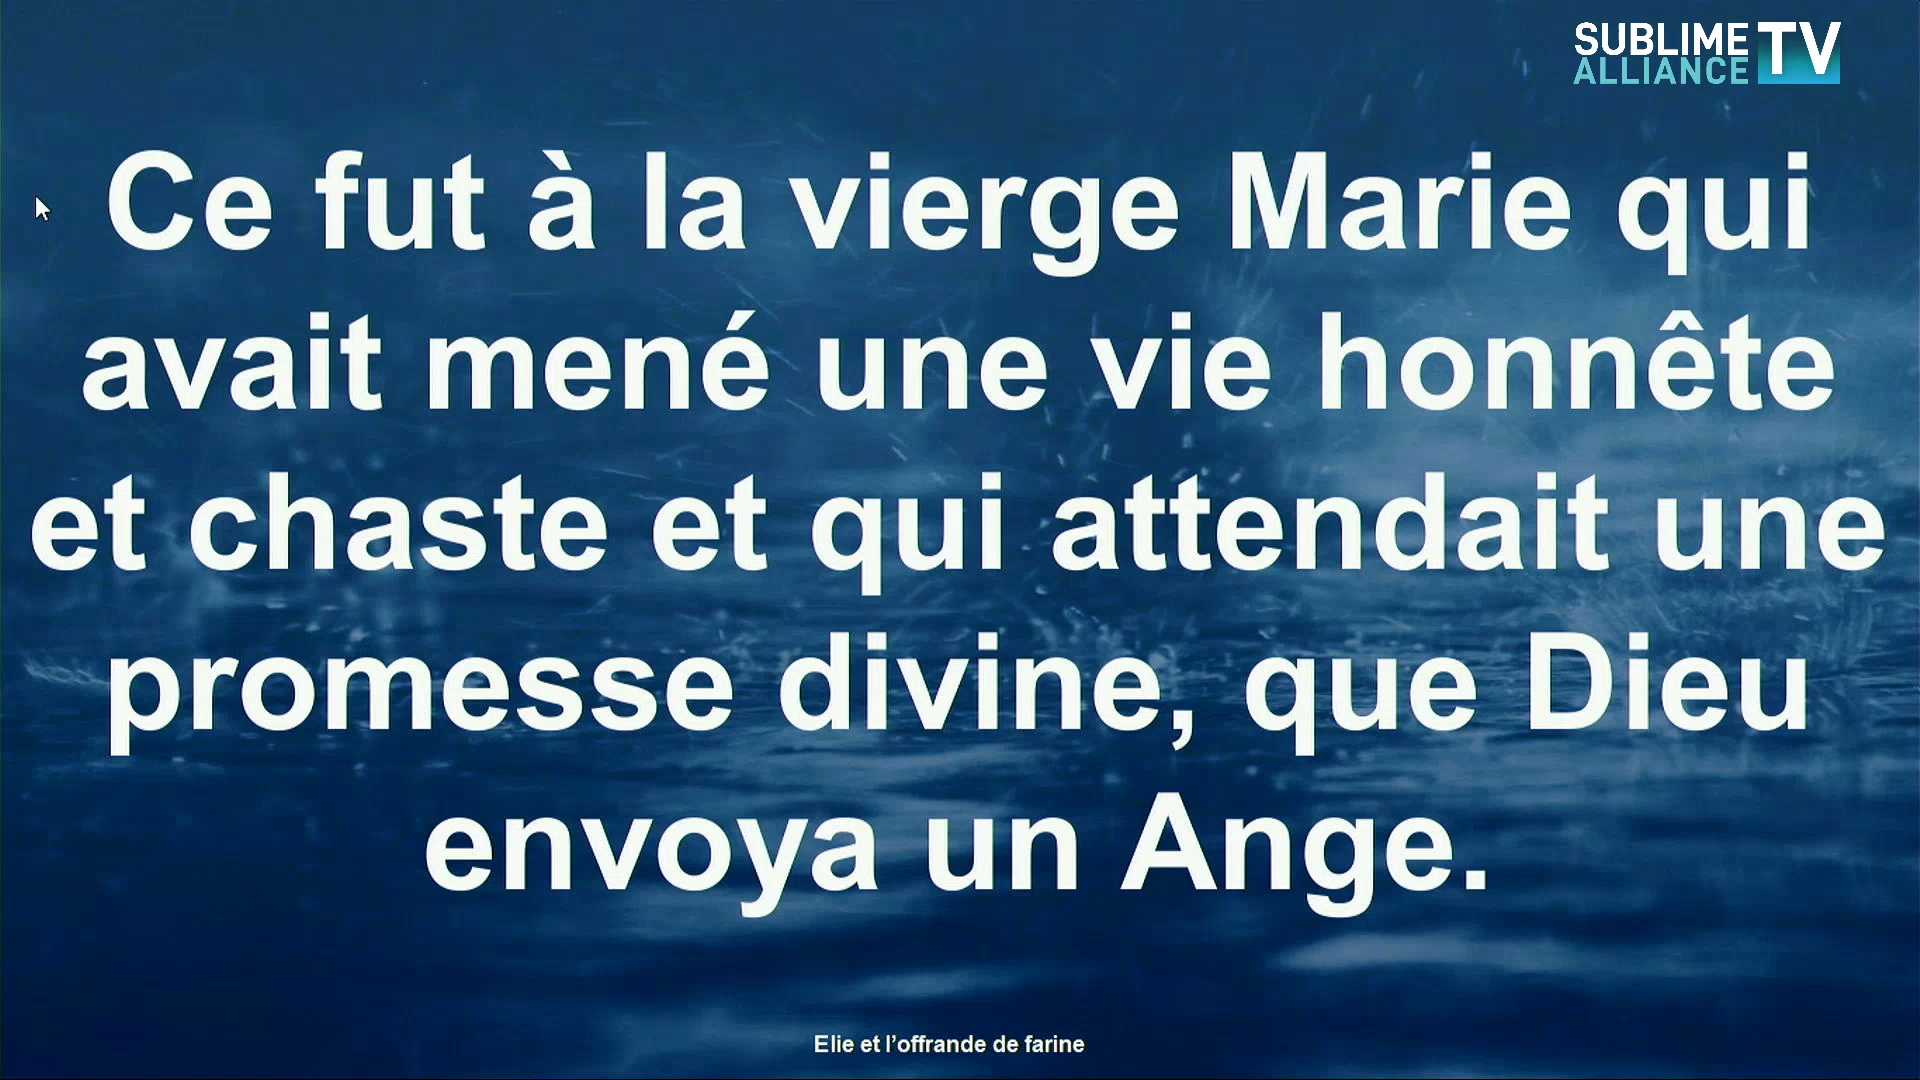 SUBLIME TV
ALLIANCE
Ce fut à la vierge Marie qui
avait mené une vie honnête
et chaste et qui attendait une
promesse divine, que Dieu
envoya un Ange.
Elie et l’offrande de farine